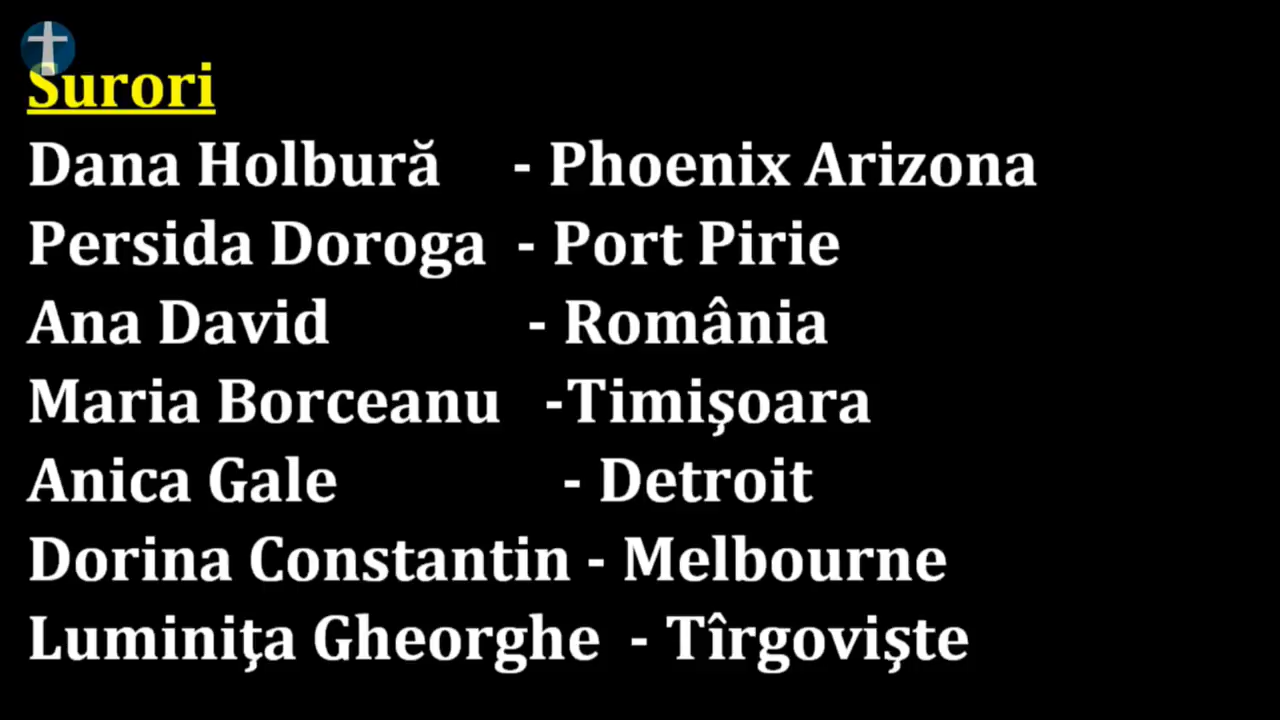 Surori
Dana Holbură - Phoenix Arizona
Persida Doroga - Port Pirie
Ana David - România
Maria Borceanu -Timişoara
Anica Gale - Detroit
Dorina Constantin - Melbourne
Luminiţa Gheorghe - Tîrgovişte